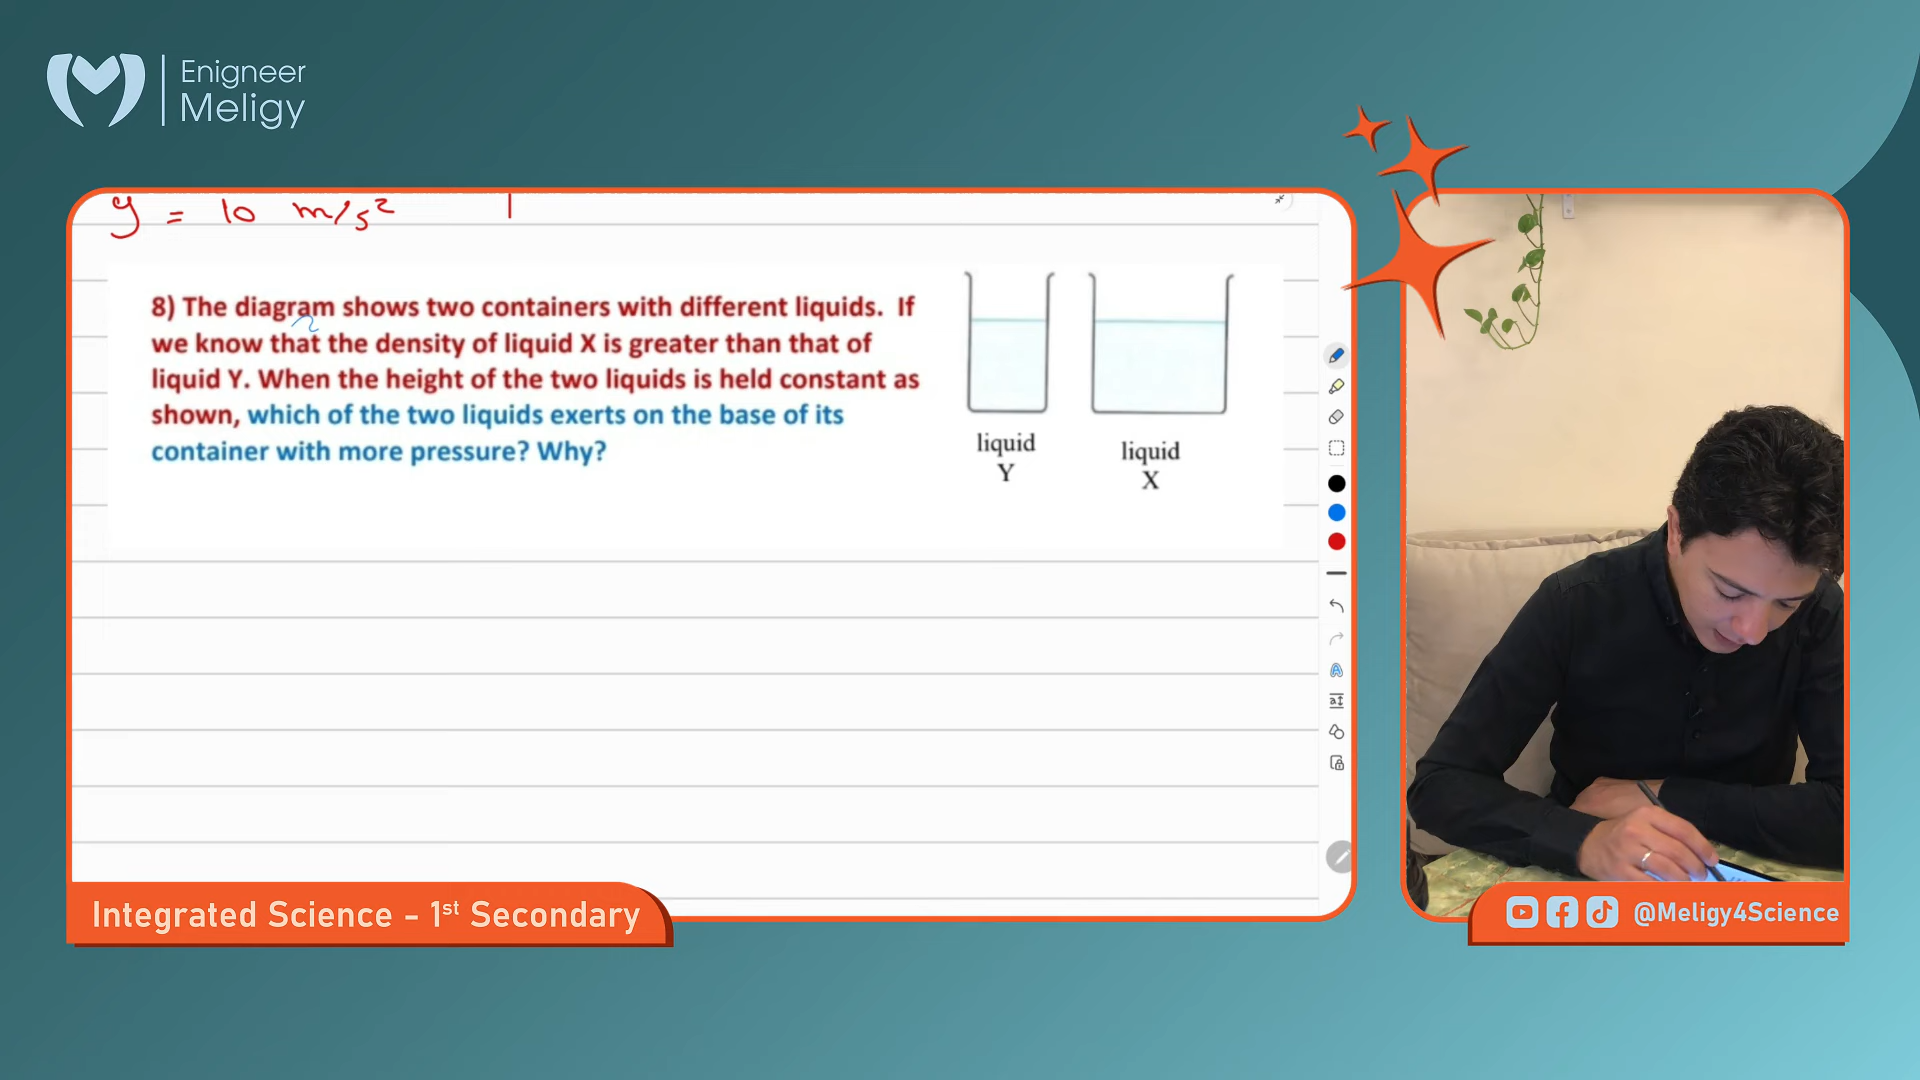 Enigneer
Meligy
y = 10 m/s²
8) The diagram shows two containers with different liquids. If
we know that the density of liquid X is greater than that of
liquid Y. When the height of the two liquids is held constant as
shown, which of the two liquids exerts on the base of its
container with more pressure? Why?
liquid
Y
liquid
X
Integrated Science - 1st Secondary
@Meligy4Science